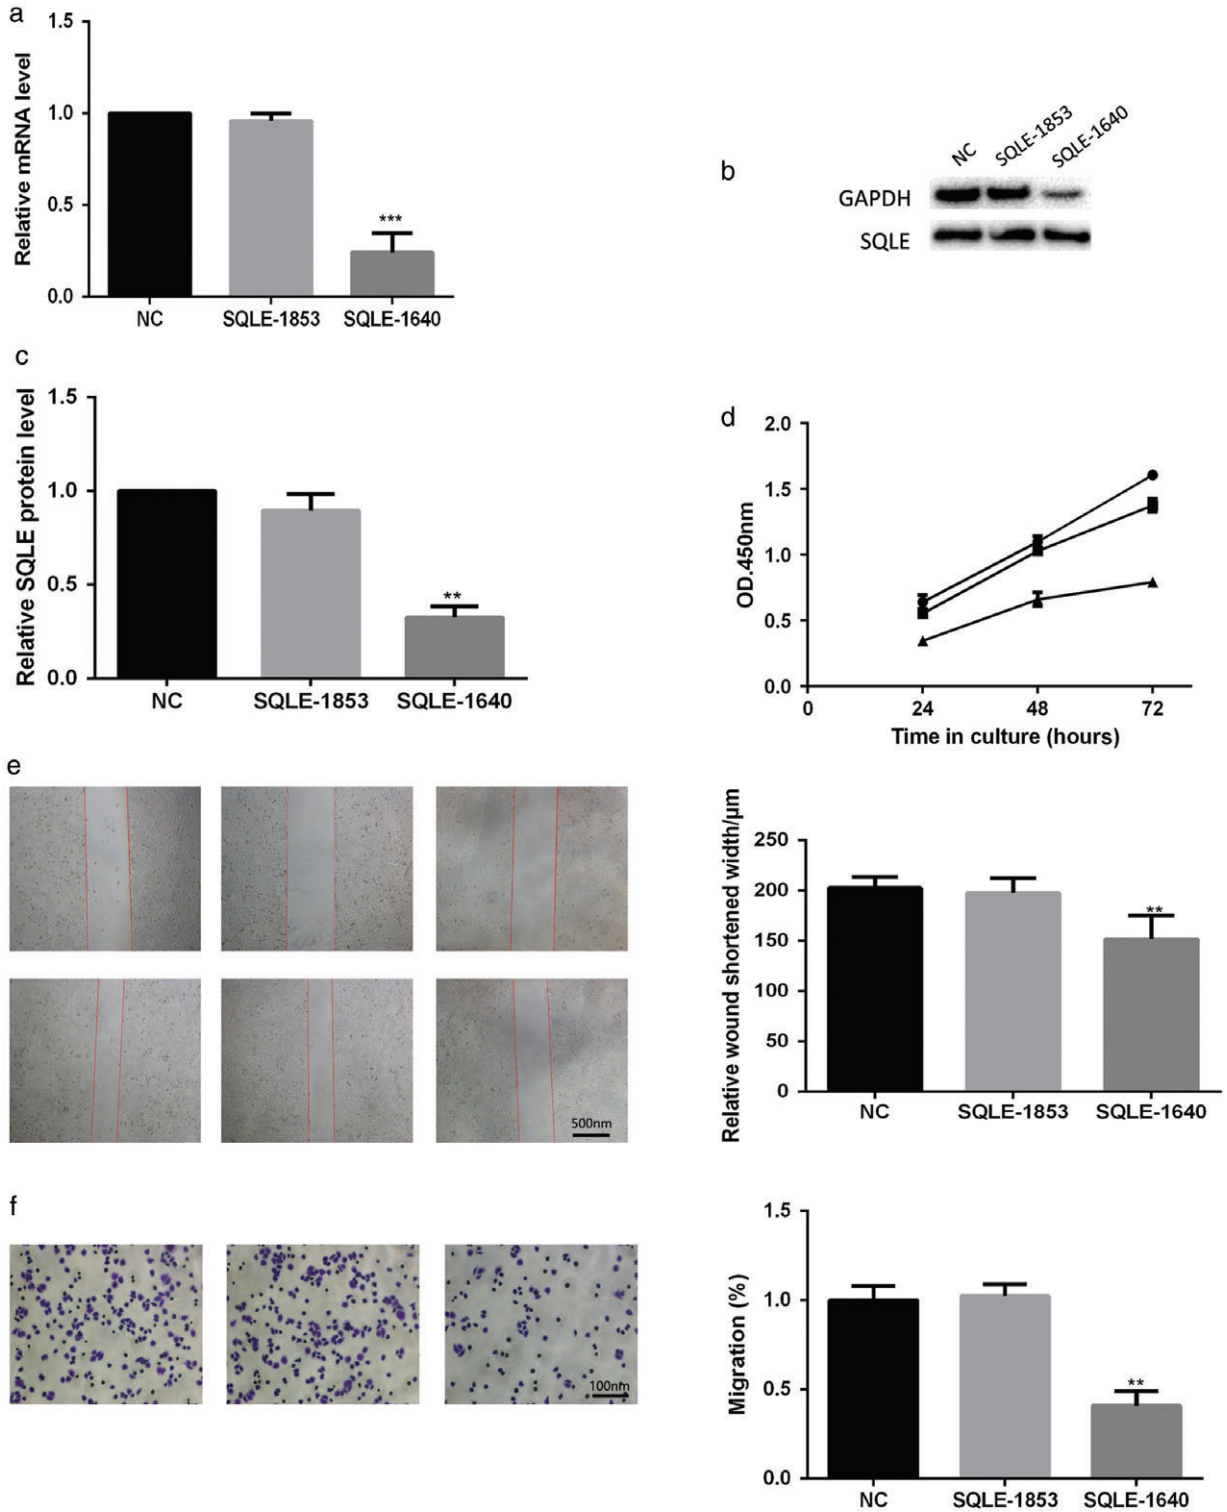 a
1.5
1.0
0.5
0.0
Relative mRNA level
***
NC SQLE-1853 SQLE-1640
b
NC SQLE-1853 SQLE-1640
GAPDH
SQLE
c
1.5
1.0
0.5
0.0
Relative SQLE protein level
**
NC SQLE-1853 SQLE-1640
d
2.0
1.5
1.0
0.5
0.0
OD.450nm
0 24 48 72
Time in culture (hours)
e
500nm
250
200
150
100
50
0
Relative wound shortened width/μm
**
NC SQLE-1853 SQLE-1640
f
100nm
1.5
1.0
0.5
0.0
Migration (%)
**
NC SQLE-1853 SQLE-1640